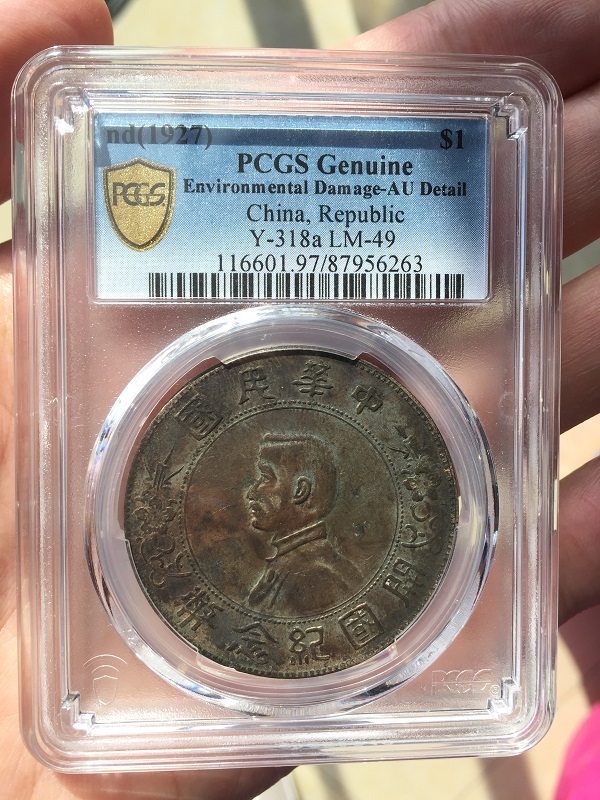 nd(1927) $1
PCGS Genuine
Environmental Damage-AU Detail
PCGS
China, Republic
Y-318a LM-49
116601.97/87956263
中華民國
開國紀念幣
PCGS